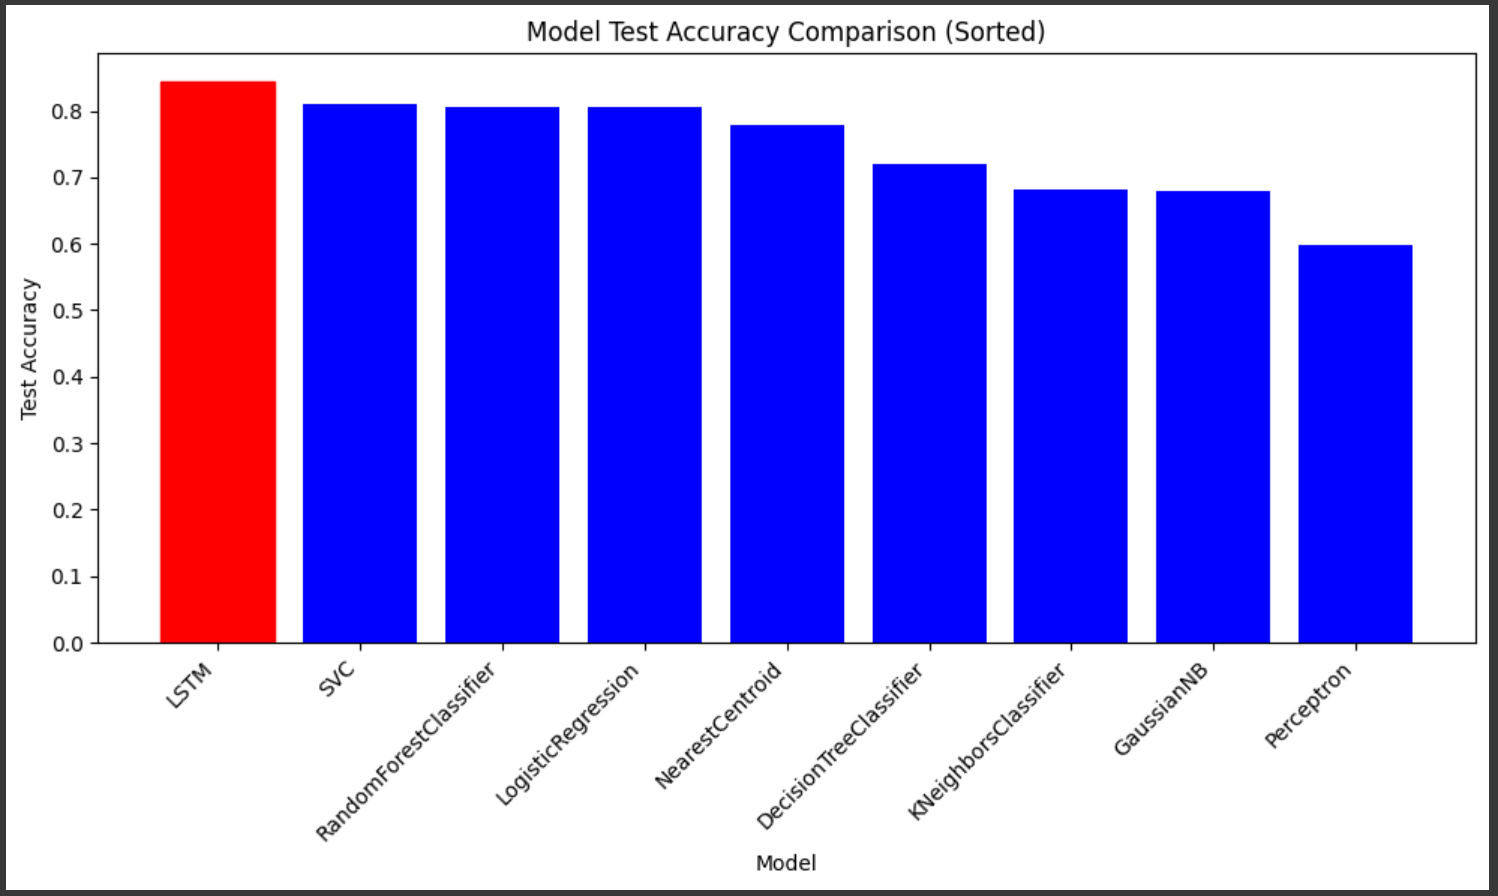 Model Test Accuracy Comparison (Sorted)
Test Accuracy
0.8
0.7
0.6
0.5
0.4
0.3
0.2
0.1
0.0
LSTM
SVC
RandomForestClassifier
LogisticRegression
NearestCentroid
DecisionTreeClassifier
KNeighborsClassifier
GaussianNB
Perceptron
Model